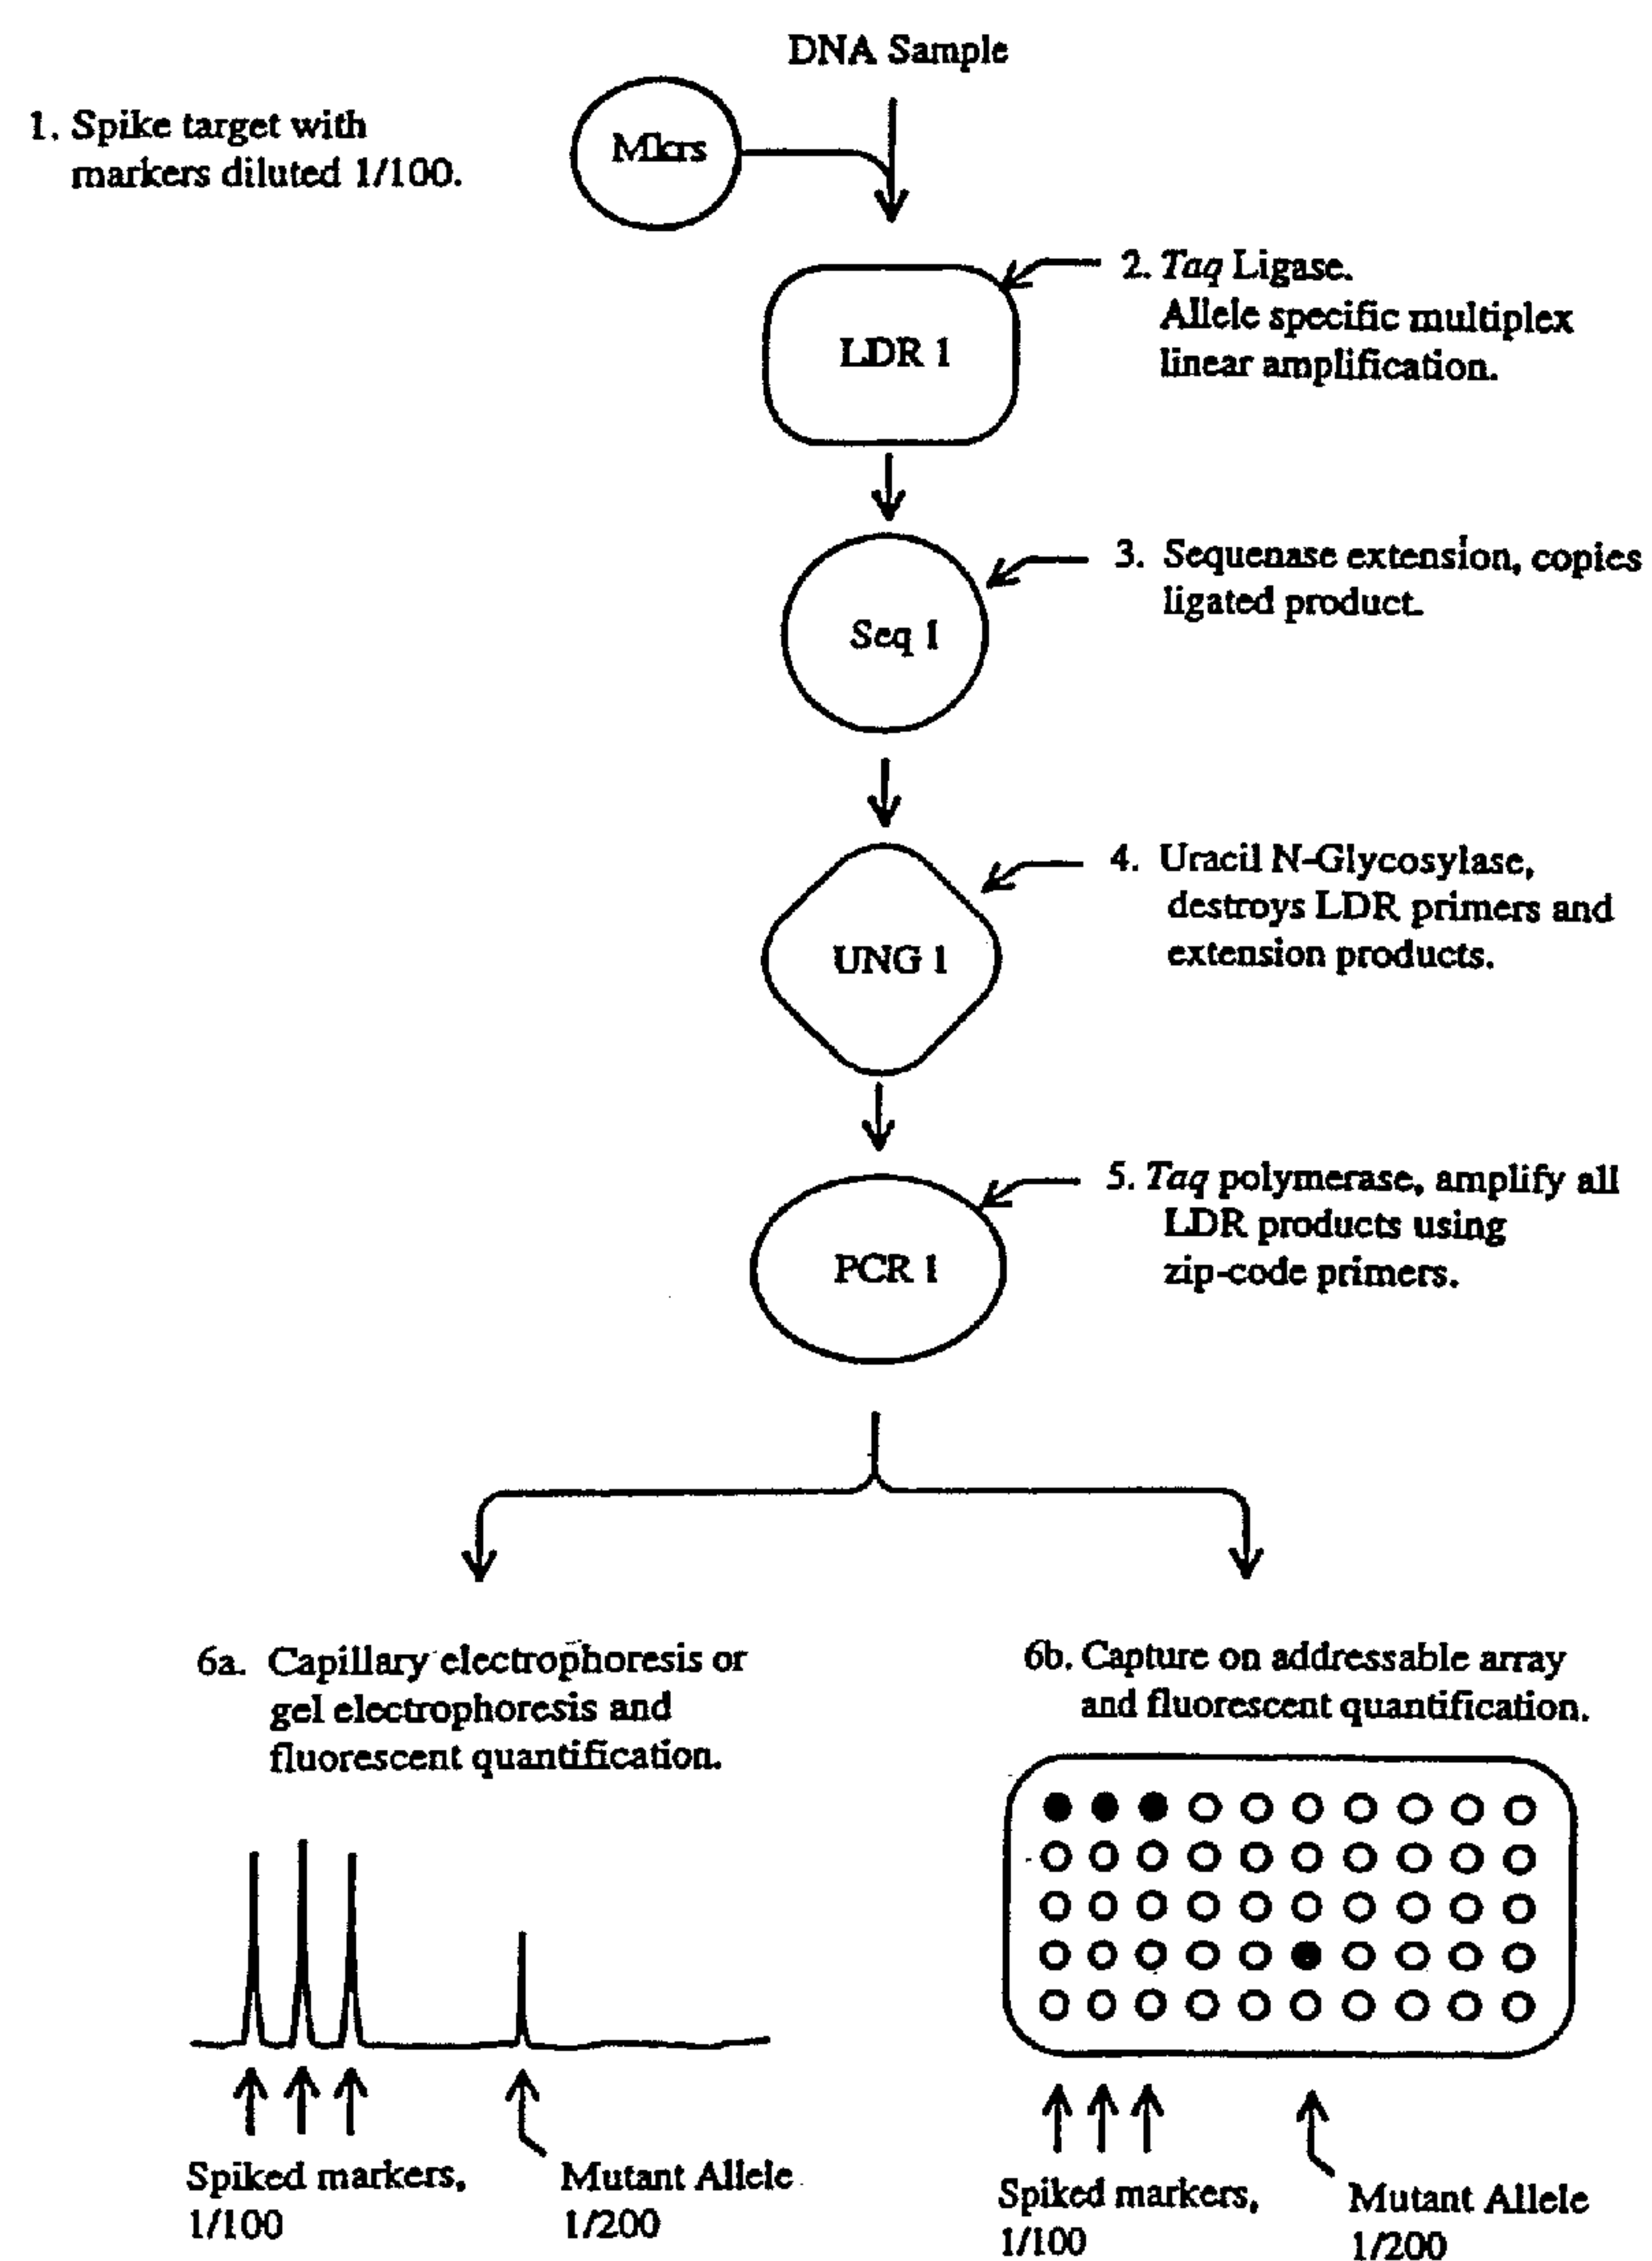 DNA Sample
1. Spike target with
markers diluted 1/100.
Mkrs
2. Taq Ligase.
Allele specific multiplex
linear amplification.
LDR 1
3. Sequenase extension, copies
ligated product.
Seq 1
4. Uracil N-Glycosylase,
destroys LDR primers and
extension products.
UNG 1
5. Taq polymerase, amplify all
LDR products using
zip-code primers.
PCR 1
6a. Capillary electrophoresis or
gel electrophoresis and
fluorescent quantification.
Spiked markers,
1/100
Mutant Allele
1/200
6b. Capture on addressable array
and fluorescent quantification.
Spiked markers,
1/100
Mutant Allele
1/200